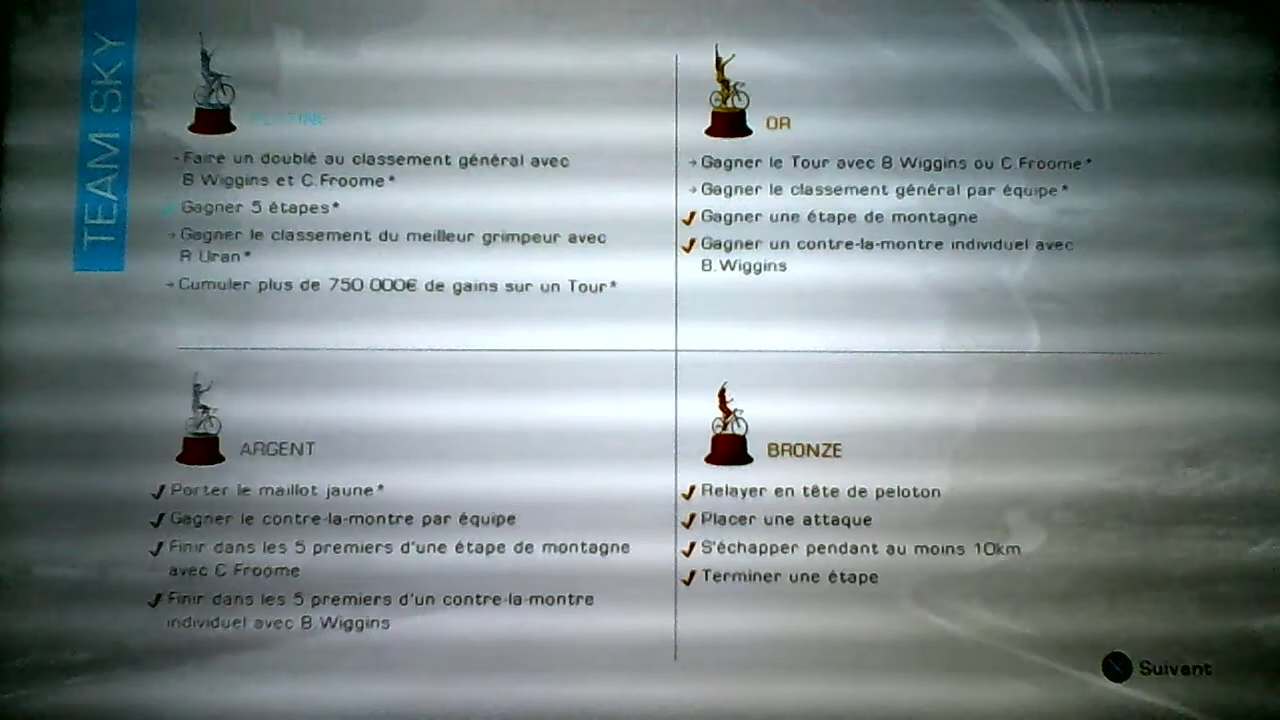 TEAM SKY
PLATINE
Faire un doublé au classement général avec
B.Wiggins et C.Froome*
Gagner 5 étapes*
Gagner le classement du meilleur grimpeur avec
R.Uran*
Cumuler plus de 750 000€ de gains sur un Tour*
OR
Gagner le Tour avec B.Wiggins ou C.Froome*
Gagner le classement général par équipe*
Gagner une étape de montagne
Gagner un contre-la-montre individuel avec
B.Wiggins
ARGENT
Porter le maillot jaune*
Gagner le contre-la-montre par équipe
Finir dans les 5 premiers d'une étape de montagne
avec C.Froome
Finir dans les 5 premiers d'un contre-la-montre
individuel avec B.Wiggins
BRONZE
Relayer en tête de peloton
Placer une attaque
S'échapper pendant au moins 10km
Terminer une étape
Suivant